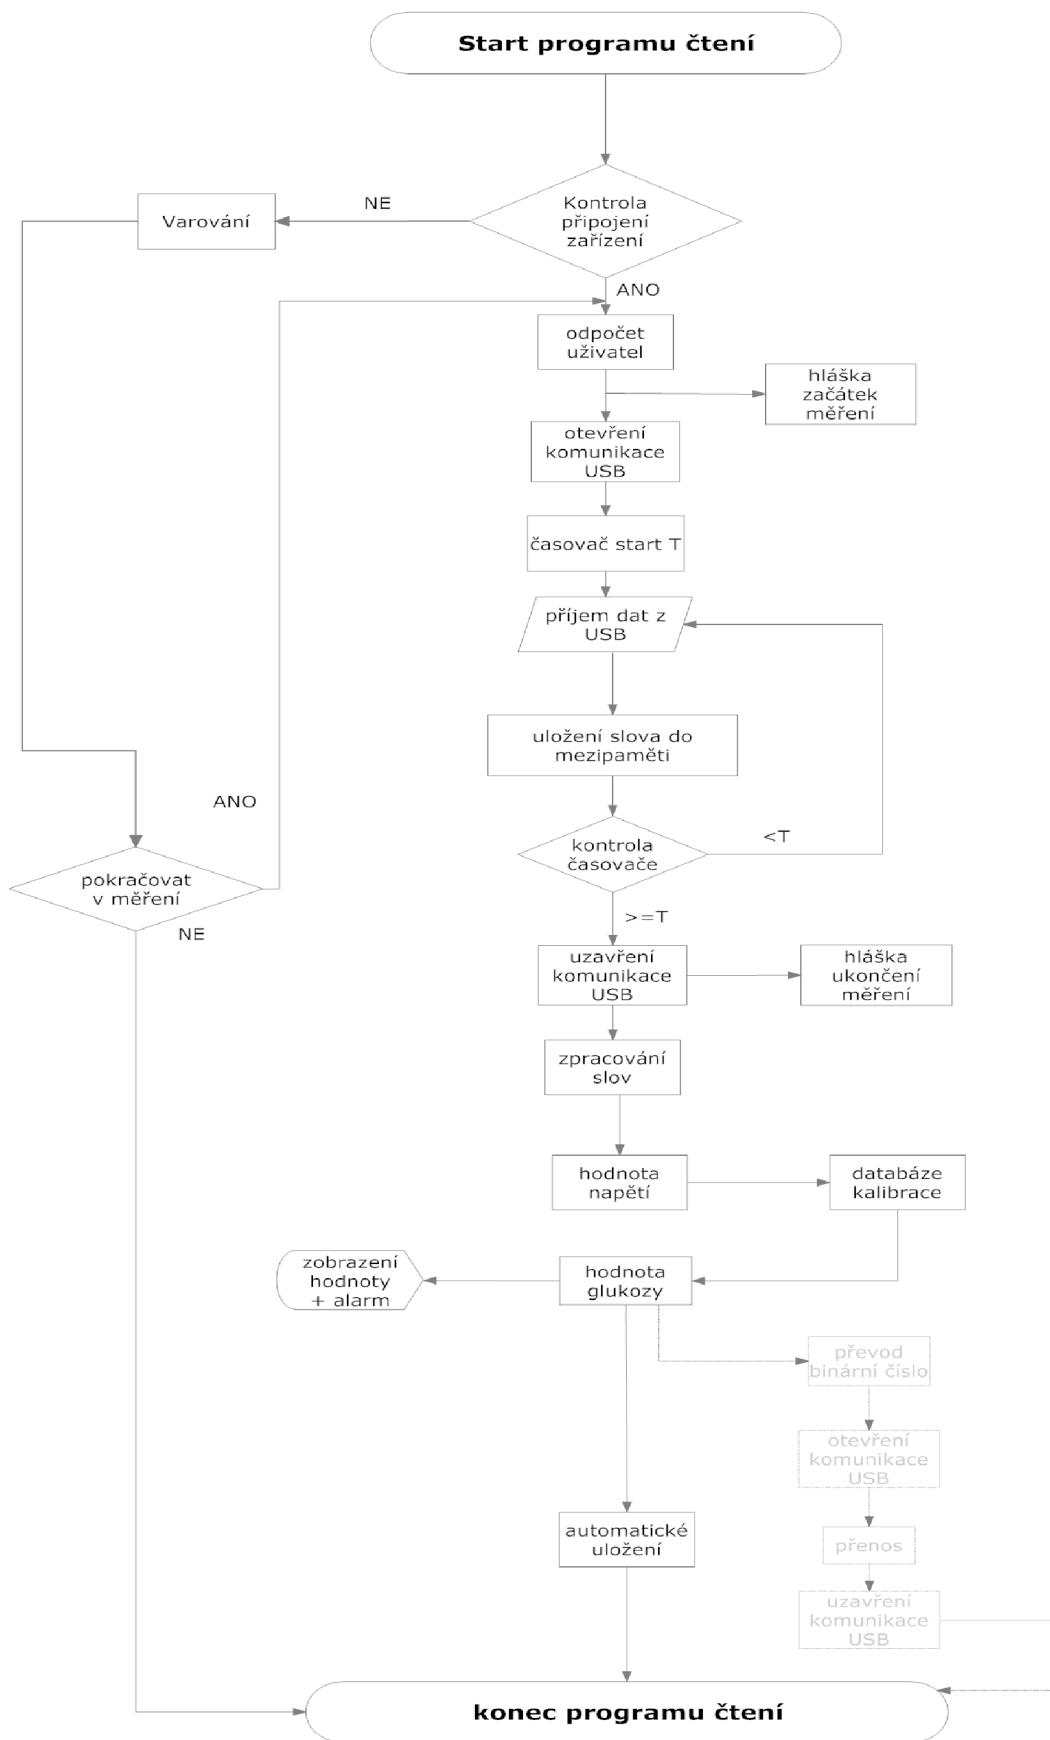 Start programu čtení
Kontrola
připojení
zařízení
NE
Varování
ANO
odpočet
uživatel
hláška
začátek
měření
otevření
komunikace
USB
časovač start T
příjem dat z
USB
uložení slova do
mezipaměti
ANO
kontrola
časovače
<T
pokračovat
v měření
NE
>=T
uzavření
komunikace
USB
hláška
ukončení
měření
zpracování
slov
hodnota
napětí
databáze
kalibrace
zobrazení
hodnoty
+ alarm
hodnota
glukozy
převod
binární číslo
otevření
komunikace
USB
automatické
uložení
přenos
uzavření
komunikace
USB
konec programu čtení